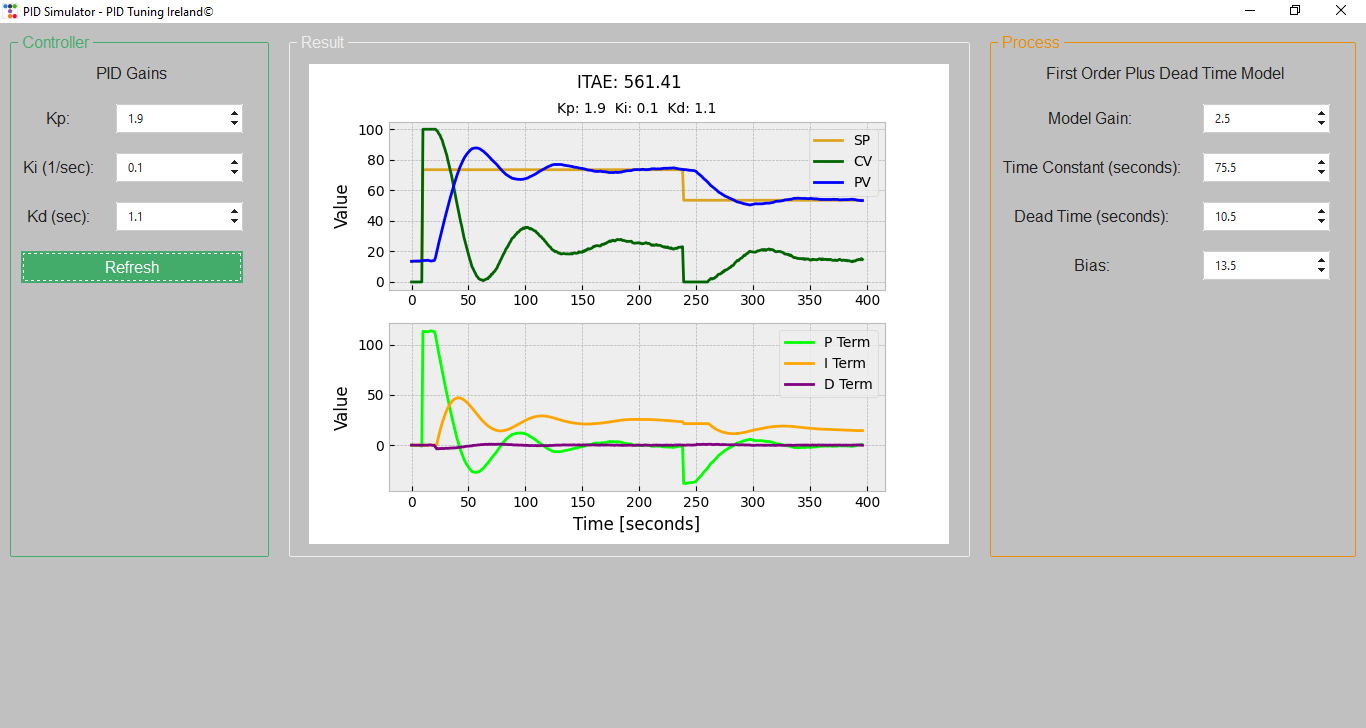 PID Simulator - PID Tuning Ireland©
Controller
PID Gains
Kp: 1.9
Ki (1/sec): 0.1
Kd (sec): 1.1
Refresh
Result
ITAE: 561.41
Kp: 1.9 Ki: 0.1 Kd: 1.1
Value
100
80
60
40
20
0
SP
CV
PV
0 50 100 150 200 250 300 350 400
Value
100
50
0
P Term
I Term
D Term
0 50 100 150 200 250 300 350 400
Time [seconds]
Process
First Order Plus Dead Time Model
Model Gain: 2.5
Time Constant (seconds): 75.5
Dead Time (seconds): 10.5
Bias: 13.5